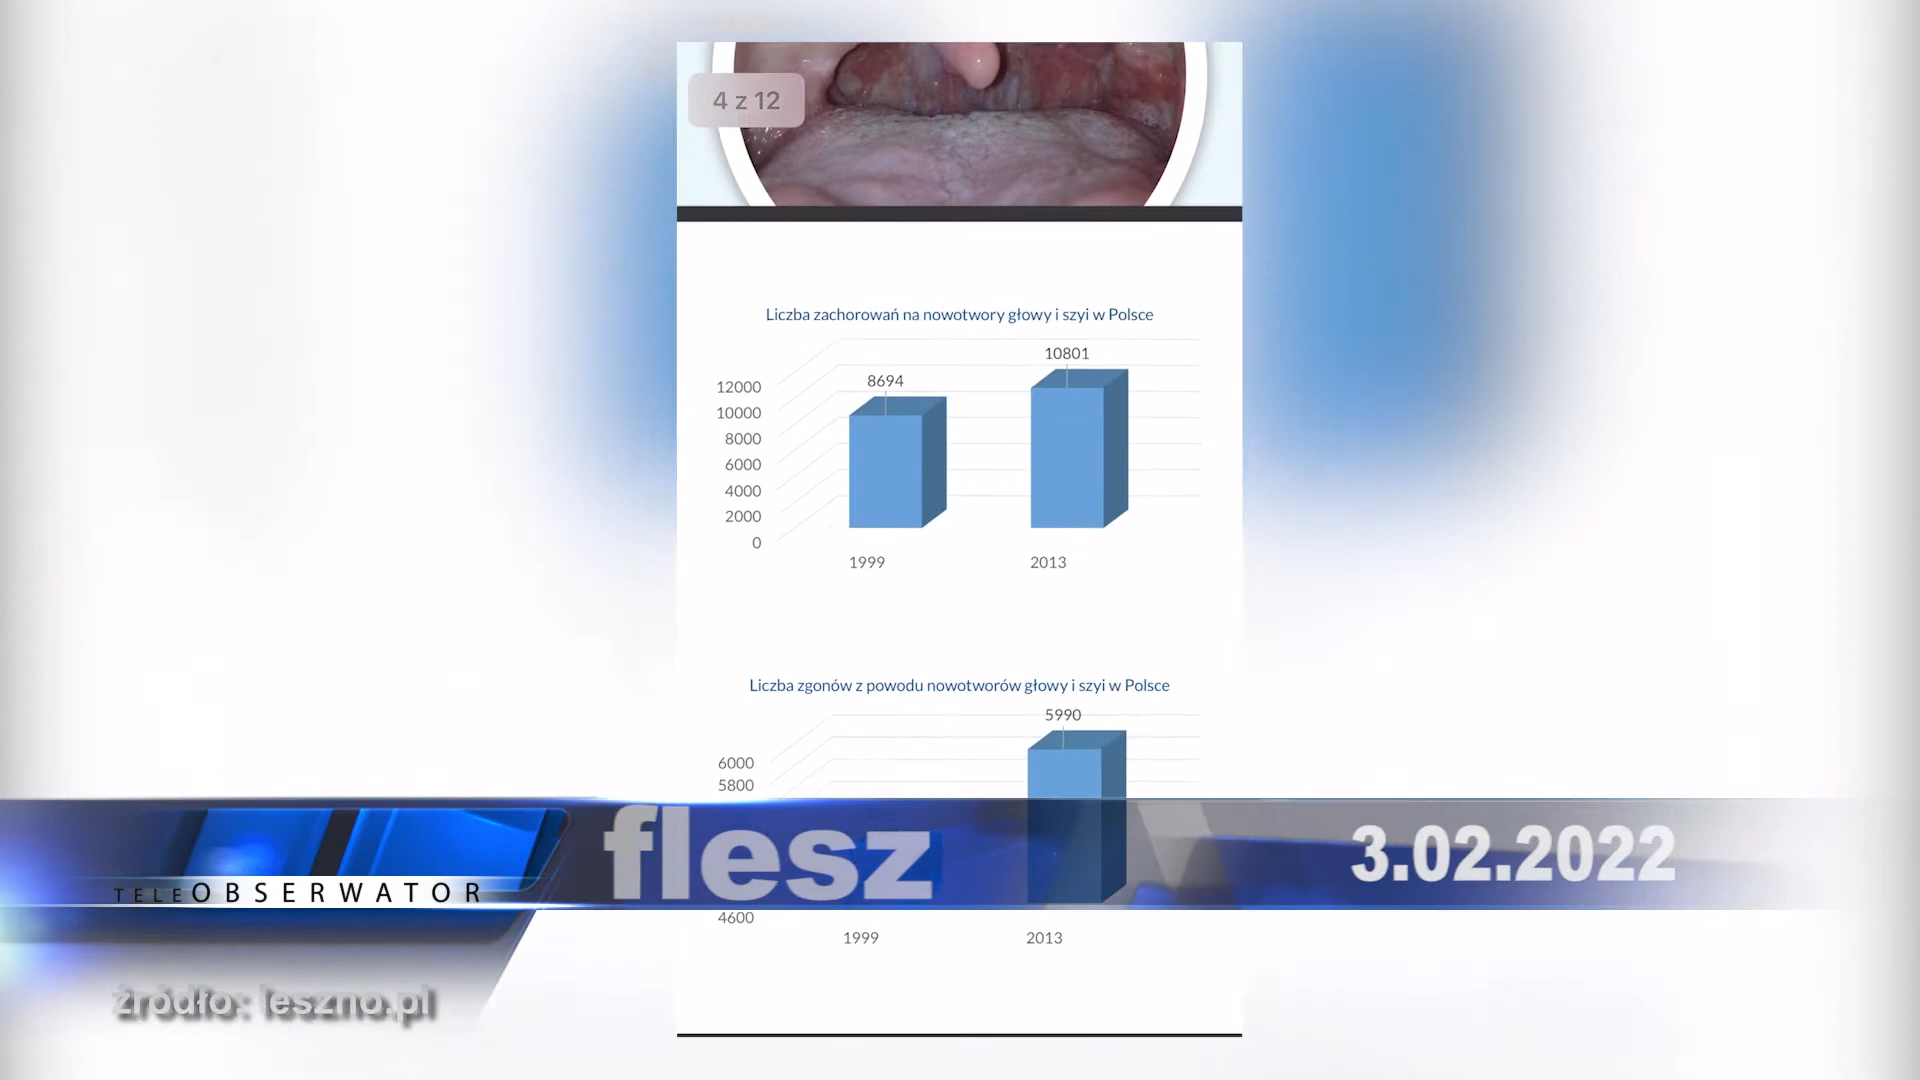 4 z 12
Liczba zachorowań na nowotwory głowy i szyi w Polsce
10801
8694
12000
10000
8000
6000
4000
2000
0
1999 2013
Liczba zgonów z powodu nowotworów głowy i szyi w Polsce
5990
6000
5800
flesz
3.02.2022
TELEOBSERWATOR
4600
1999 2013
źródło: leszno.pl